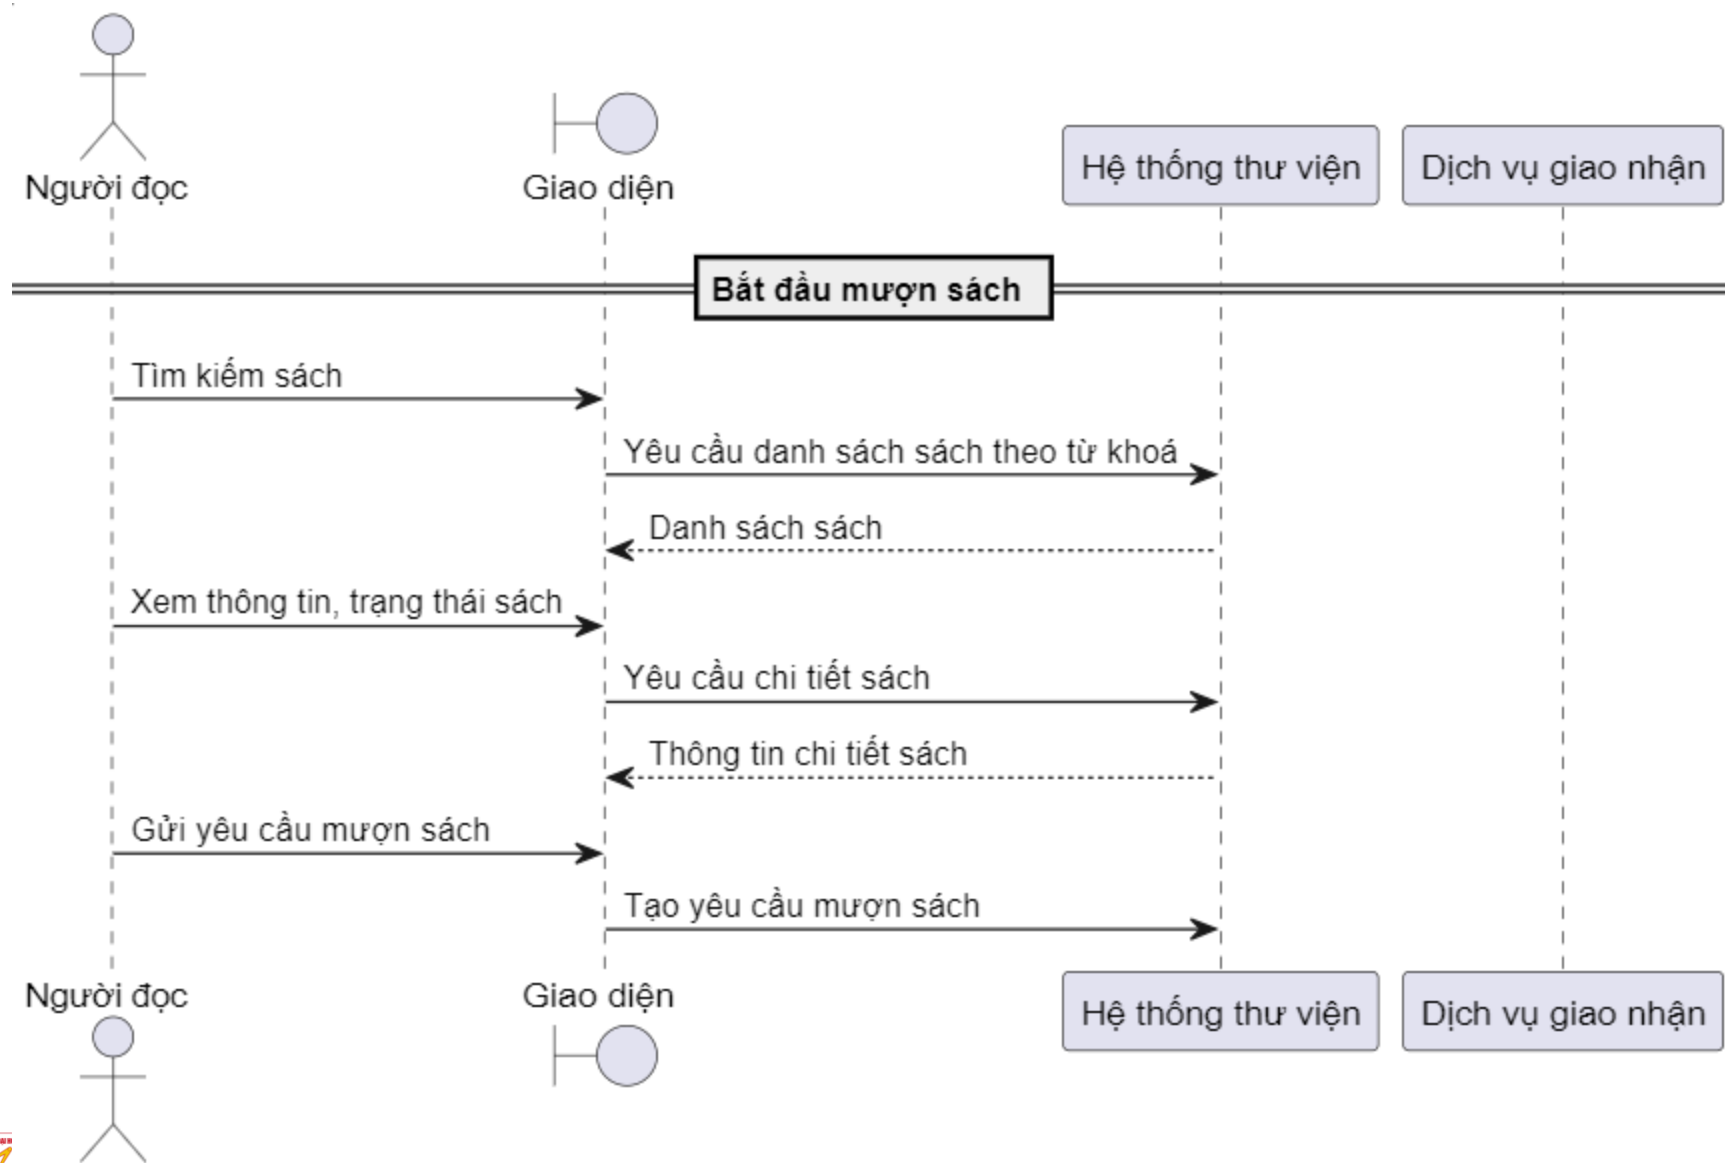 Người đọc
Giao diện
Hệ thống thư viện
Dịch vụ giao nhận
Bắt đầu mượn sách
Tìm kiếm sách
Yêu cầu danh sách sách theo từ khoá
Danh sách sách
Xem thông tin, trạng thái sách
Yêu cầu chi tiết sách
Thông tin chi tiết sách
Gửi yêu cầu mượn sách
Tạo yêu cầu mượn sách
Người đọc
Giao diện
Hệ thống thư viện
Dịch vụ giao nhận